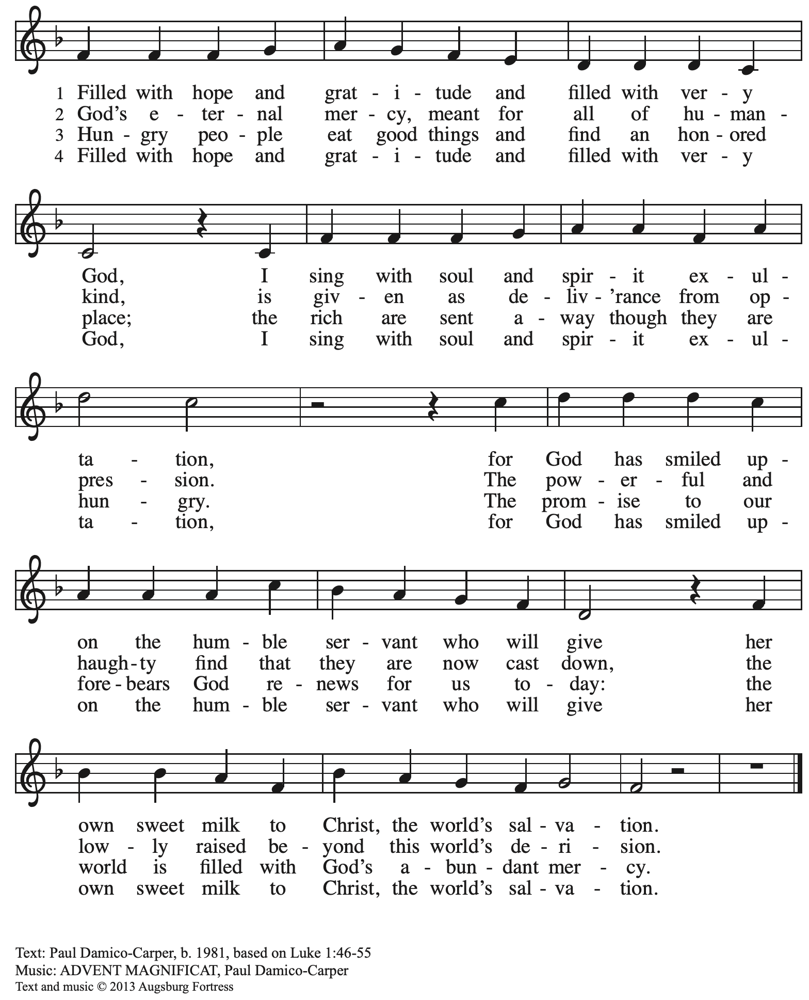 1 Filled with hope and grat - i - tude and filled with ver - y
2 God’s e - ter - nal mer - cy, meant for all of hu - man -
3 Hun - gry peo - ple eat good things and find an hon - ored
4 Filled with hope and grat - i - tude and filled with ver - y
God, I sing with soul and spir - it ex - ul -
kind, is giv - en as de - liv - ’rance from op -
place; the rich are sent a - way though they are
God, I sing with soul and spir - it ex - ul -
ta - tion, for God has smiled up -
pres - sion. The pow - er - ful and
hun - gry. The prom - ise to our
ta - tion, for God has smiled up -
on the hum - ble ser - vant who will give her
haugh - ty find that they are now cast down, the
fore - bears God re - news for us to - day: the
on the hum - ble ser - vant who will give her
own sweet milk to Christ, the world’s sal - va - tion.
low - ly raised be - yond this world’s de - ri - sion.
world is filled with God’s a - bun - dant mer - cy.
own sweet milk to Christ, the world’s sal - va - tion.
Text: Paul Damico-Carper, b. 1981, based on Luke 1:46-55
Music: ADVENT MAGNIFICAT, Paul Damico-Carper
Text and music © 2013 Augsburg Fortress